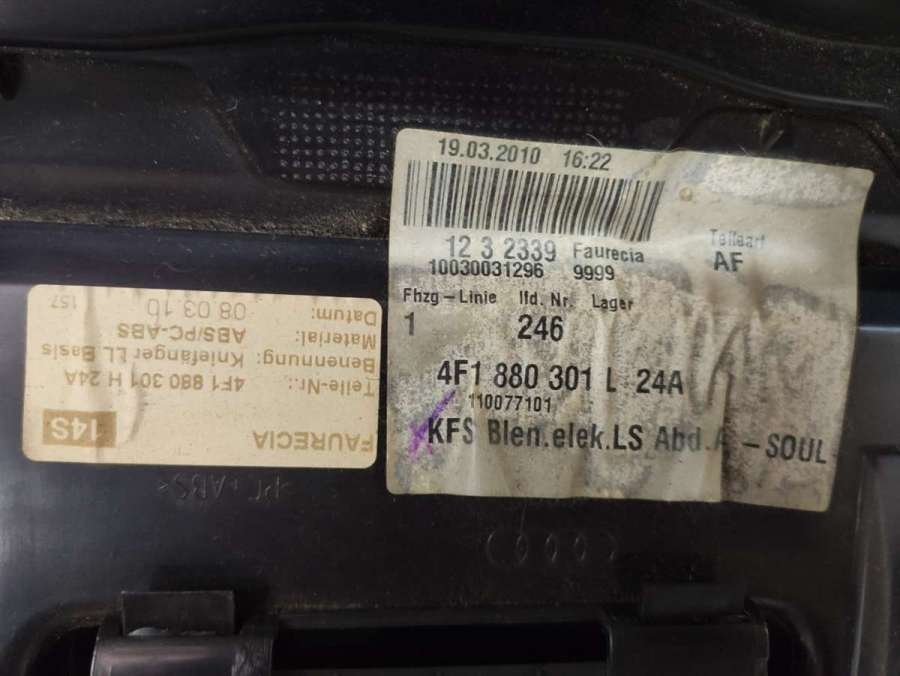 19.03.2010 16:22
12 3 2339 Faurecia Teileart
10030031296 9999 AF
Fhzg-Linie lfd. Nr. Lager
1 246
4F1 880 301 L 24A
110077101
KFS Blen.elek.LS Abd.A -SOUL
FAURECIA 14S
Teile-Nr.: 4F1 880 301 H 24A
Benennung: Kniefänger LL Basis
Material: ABS/PC-ABS
Datum: 08.03.10 157